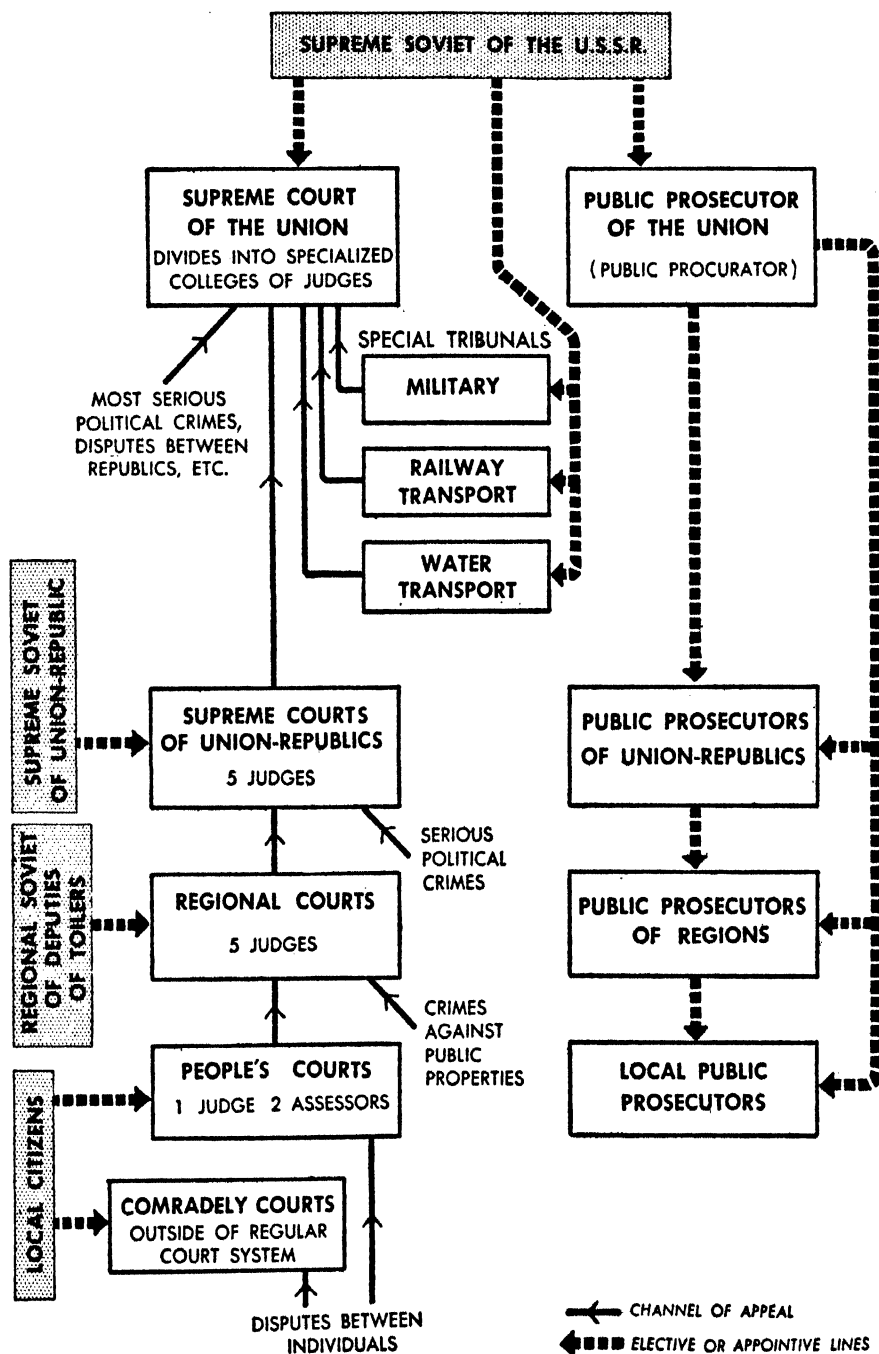 SUPREME SOVIET OF THE U.S.S.R.
SUPREME COURT
OF THE UNION
DIVIDES INTO SPECIALIZED
COLLEGES OF JUDGES
PUBLIC PROSECUTOR
OF THE UNION
(PUBLIC PROCURATOR)
MOST SERIOUS
POLITICAL CRIMES,
DISPUTES BETWEEN
REPUBLICS, ETC.
SPECIAL TRIBUNALS
MILITARY
RAILWAY
TRANSPORT
WATER
TRANSPORT
SUPREME SOVIET
OF UNION-REPUBLIC
SUPREME COURTS
OF UNION-REPUBLICS
5 JUDGES
PUBLIC PROSECUTORS
OF UNION-REPUBLICS
SERIOUS
POLITICAL
CRIMES
REGIONAL SOVIET
OF DEPUTIES
OF TOILERS
REGIONAL COURTS
5 JUDGES
PUBLIC PROSECUTORS
OF REGIONS
CRIMES
AGAINST
PUBLIC
PROPERTIES
LOCAL CITIZENS
PEOPLE'S COURTS
1 JUDGE 2 ASSESSORS
LOCAL PUBLIC
PROSECUTORS
COMRADELY COURTS
OUTSIDE OF REGULAR
COURT SYSTEM
DISPUTES BETWEEN
INDIVIDUALS
CHANNEL OF APPEAL
ELECTIVE OR APPOINTIVE LINES